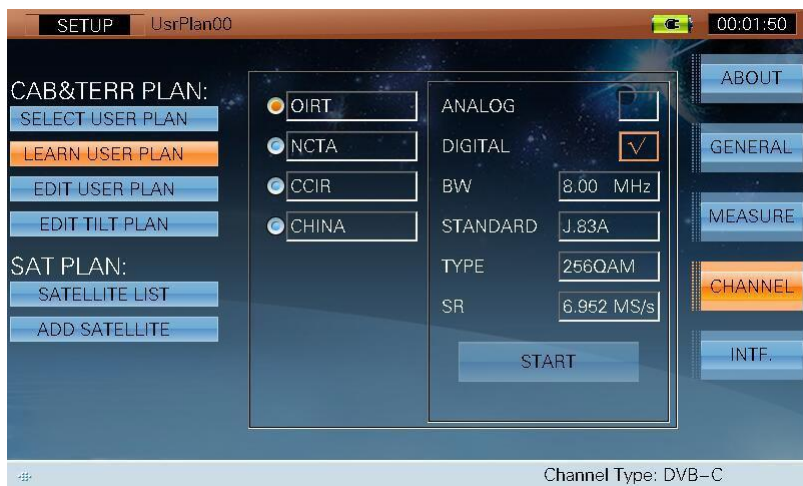 SETUP UsrPlan00 00:01:50
CAB&TERR PLAN:
SELECT USER PLAN
LEARN USER PLAN
EDIT USER PLAN
EDIT TILT PLAN
SAT PLAN:
SATELLITE LIST
ADD SATELLITE
OIRT
NCTA
CCIR
CHINA
ANALOG
DIGITAL √
BW 8.00 MHz
STANDARD J.83A
TYPE 256QAM
SR 6.952 MS/s
START
ABOUT
GENERAL
MEASURE
CHANNEL
INTF.
Channel Type: DVB-C